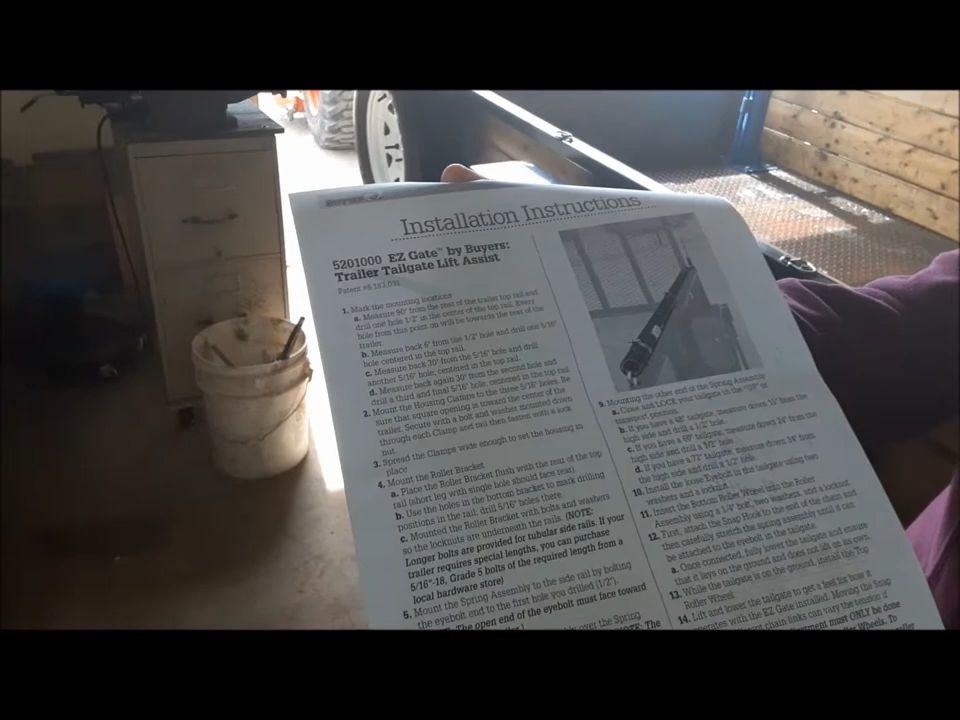 BUYERS
Installation Instructions
5201000 EZ Gate™ by Buyers:
Trailer Tailgate Lift Assist
Patent #6,183,031
1. Mark the mounting locations
a. Measure 90" from the rear of the trailer top rail and
drill one hole 1/2" in the center of the top rail. Every
hole from this point on will be towards the rear of the
trailer.
b. Measure back 6" from the 1/2" hole and drill one 5/16"
hole, centered in the top rail.
c. Measure back 30" from the 5/16" hole and drill
another 5/16" hole, centered in the top rail.
d. Measure back again 30" from the 5/16" hole and
drill a third and final 5/16" hole, centered in the top rail.
2. Mount the Housing Clamps to the three 5/16" holes. Be
sure that square opening is toward the center of the
trailer. Secure with a bolt and washer mounted down
through each Clamp and rail then fasten with a lock
nut.
3. Spread the Clamps wide enough to set the housing in
place
4. Mount the Roller Bracket
a. Place the Roller Bracket flush with the rear of the top
rail (short leg with single hole should face rear)
b. Use the holes in the bottom bracket to mark drilling
positions in the rail, drill 5/16" holes there.
c. Mount the Roller Bracket with bolts and washers
so the locknuts are underneath the rails. (NOTE:
Longer bolts are provided for tubular side rails. If your
trailer requires special lengths, you can purchase
5/16"-18, Grade 5 bolts of the required length from a
local hardware store)
5. Mount the Spring Assembly to the side rail by bolting
the eyebolt end to the first hole you drilled (1/2").
The open end of the eyebolt must face toward
9. Mounting the other end of the Spring Assembly
a. Close and LOCK your tailgate in the "UP" or
transport position.
b. If you have a 48" tailgate, measure down 15" from the
high side and drill a 1/2" hole.
c. If you have a 60" tailgate, measure down 24" from the
high side and drill a 1/2" hole.
d. If you have a 72" tailgate, measure down 34" from
the high side and drill a 1/2" hole.
10. Install the hook Eyebolt in the tailgate using two
washers and a locknut.
11. Insert the Bottom Roller Wheel into the Roller
Assembly using a 1/4" bolt, two washers, and a locknut.
12. First, attach the Snap Hook to the end of the chain
then carefully stretch the spring assembly until it can
be attached to the eyebolt in the tailgate.
a. Once connected, fully lower the tailgate and ensure
that it lays on the ground and does not lift on its own.
13. While the tailgate is on the ground, install the Top
Roller Wheel.
14. Lift and lower the tailgate to get a feel for how it
operates with the EZ Gate installed. Moving the Snap